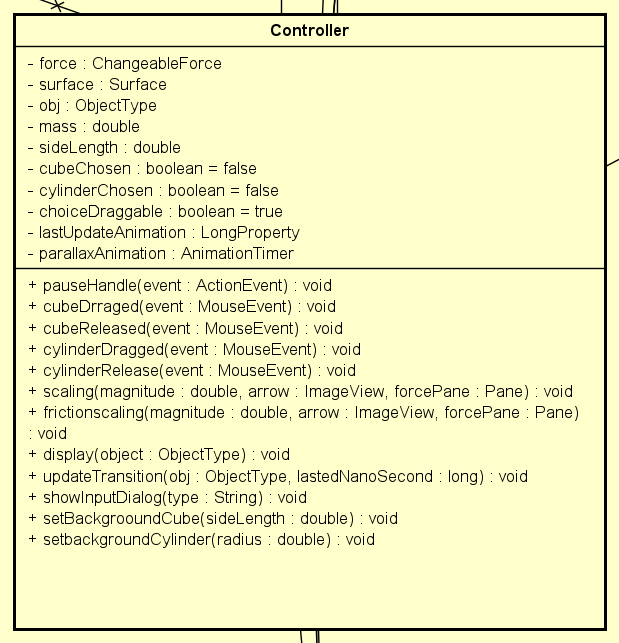 Controller
- force : ChangeableForce
- surface : Surface
- obj : ObjectType
- mass : double
- sideLength : double
- cubeChosen : boolean = false
- cylinderChosen : boolean = false
- choiceDraggable : boolean = true
- lastUpdateAnimation : LongProperty
- parallaxAnimation : AnimationTimer
+ pauseHandle(event : ActionEvent) : void
+ cubeDrraged(event : MouseEvent) : void
+ cubeReleased(event : MouseEvent) : void
+ cylinderDragged(event : MouseEvent) : void
+ cylinderRelease(event : MouseEvent) : void
+ scaling(magnitude : double, arrow : ImageView, forcePane : Pane) : void
+ frictionscaling(magnitude : double, arrow : ImageView, forcePane : Pane)
: void
+ display(object : ObjectType) : void
+ updateTransition(obj : ObjectType, lastedNanoSecond : long) : void
+ showInputDialog(type : String) : void
+ setBackgrooundCube(sideLength : double) : void
+ setbackgroundCylinder(radius : double) : void